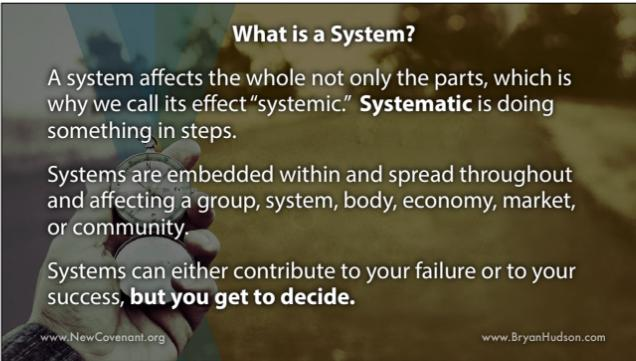 What is a System?
A system affects the whole not only the parts, which is
why we call its effect “systemic.” Systematic is doing
something in steps.
Systems are embedded within and spread throughout
and affecting a group, system, body, economy, market,
or community.
Systems can either contribute to your failure or to your
success, but you get to decide.
www.NewCovenant.org
www.BryanHudson.com